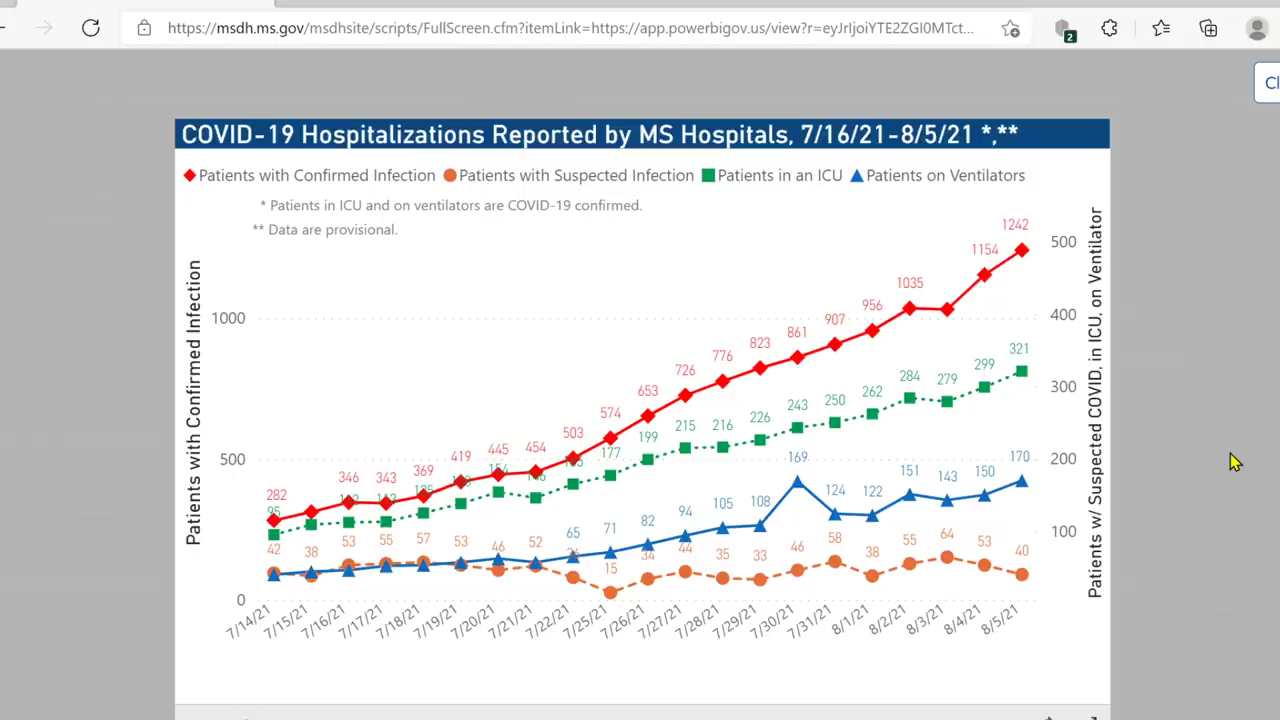 https://msdh.ms.gov/msdhsite/scripts/FullScreen.cfm?itemLink=https://app.powerbigov.us/view?r=eyJrIjoiYTE2ZGI0MTct...
2
Cl
COVID-19 Hospitalizations Reported by MS Hospitals, 7/16/21-8/5/21 *,**
Patients with Confirmed Infection Patients with Suspected Infection Patients in an ICU Patients on Ventilators
* Patients in ICU and on ventilators are COVID-19 confirmed.
** Data are provisional.
Patients with Confirmed Infection
1000
500
0
282 346 343 369 419 445 454 503 574 653 726 776 823 861 907 956 1035 1154 1242
95 154 177 199 215 216 226 243 250 262 284 279 299 321
65 71 82 94 105 108 169 124 122 151 143 150 170
42 38 53 55 57 53 46 52 15 34 44 35 33 46 58 38 55 64 53 40
500
400
300
200
100
Patients w/ Suspected COVID, in ICU, on Ventilator
7/14/21 7/15/21 7/16/21 7/17/21 7/18/21 7/19/21 7/20/21 7/21/21 7/22/21 7/25/21 7/26/21 7/27/21 7/28/21 7/29/21 7/30/21 7/31/21 8/1/21 8/2/21 8/3/21 8/4/21 8/5/21